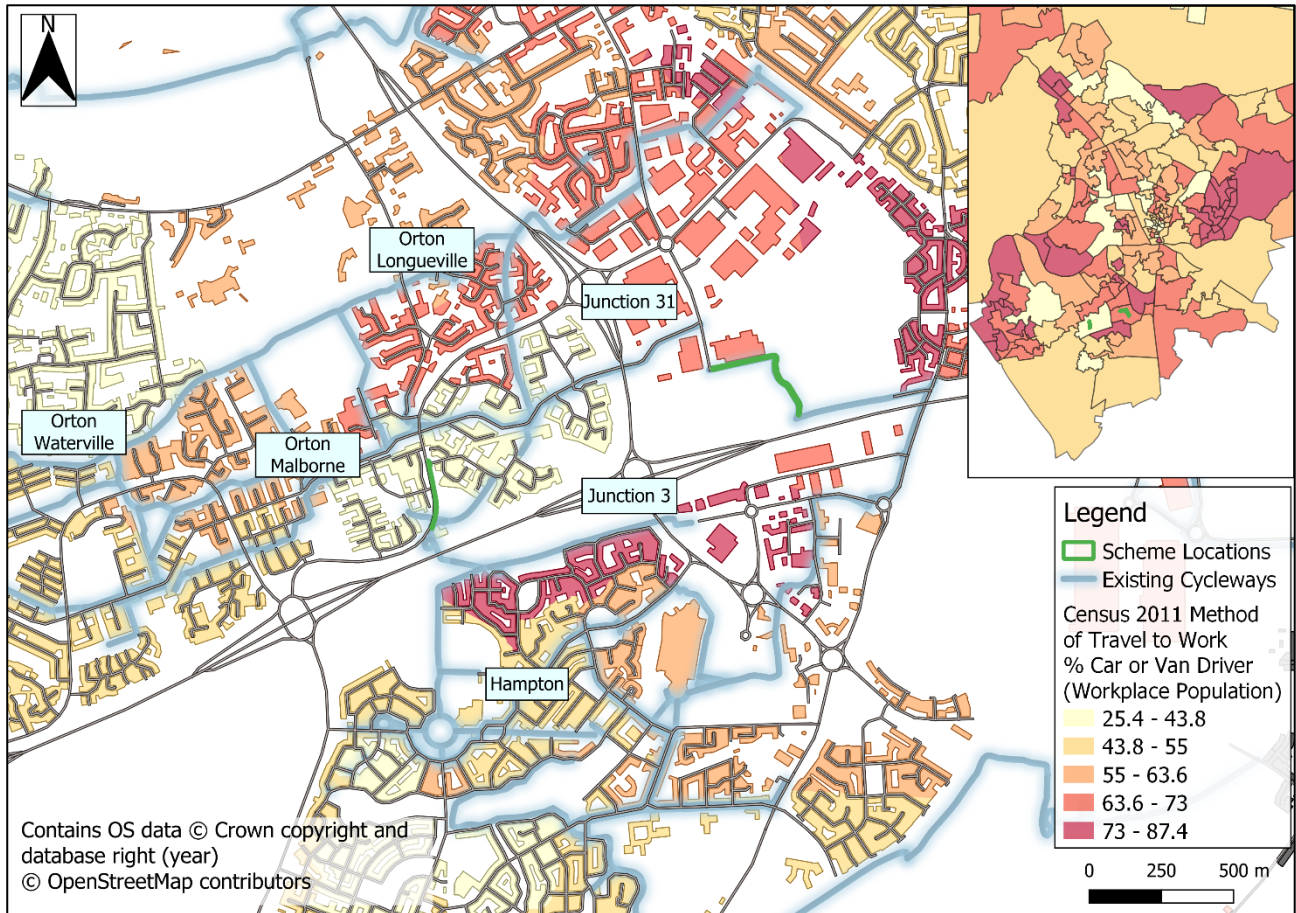 N
Orton
Longueville
Junction 31
Orton
Waterville
Orton
Malborne
Junction 3
Hampton
Legend
Scheme Locations
Existing Cycleways
Census 2011 Method
of Travel to Work
% Car or Van Driver
(Workplace Population)
25.4 - 43.8
43.8 - 55
55 - 63.6
63.6 - 73
73 - 87.4
0 250 500 m
Contains OS data © Crown copyright and
database right (year)
© OpenStreetMap contributors